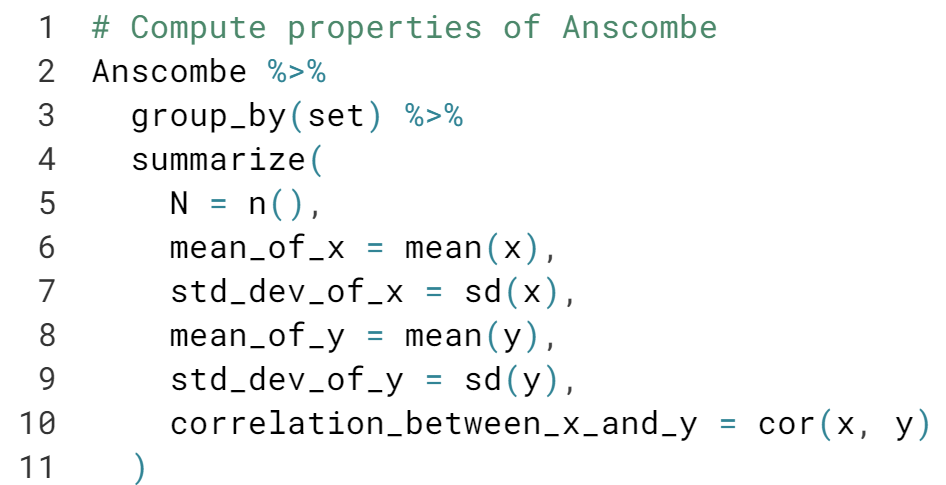 1 # Compute properties of Anscombe
2 Anscombe %>%
3   group_by(set) %>%
4   summarize(
5     N = n(),
6     mean_of_x = mean(x),
7     std_dev_of_x = sd(x),
8     mean_of_y = mean(y),
9     std_dev_of_y = sd(y),
10     correlation_between_x_and_y = cor(x, y)
11   )